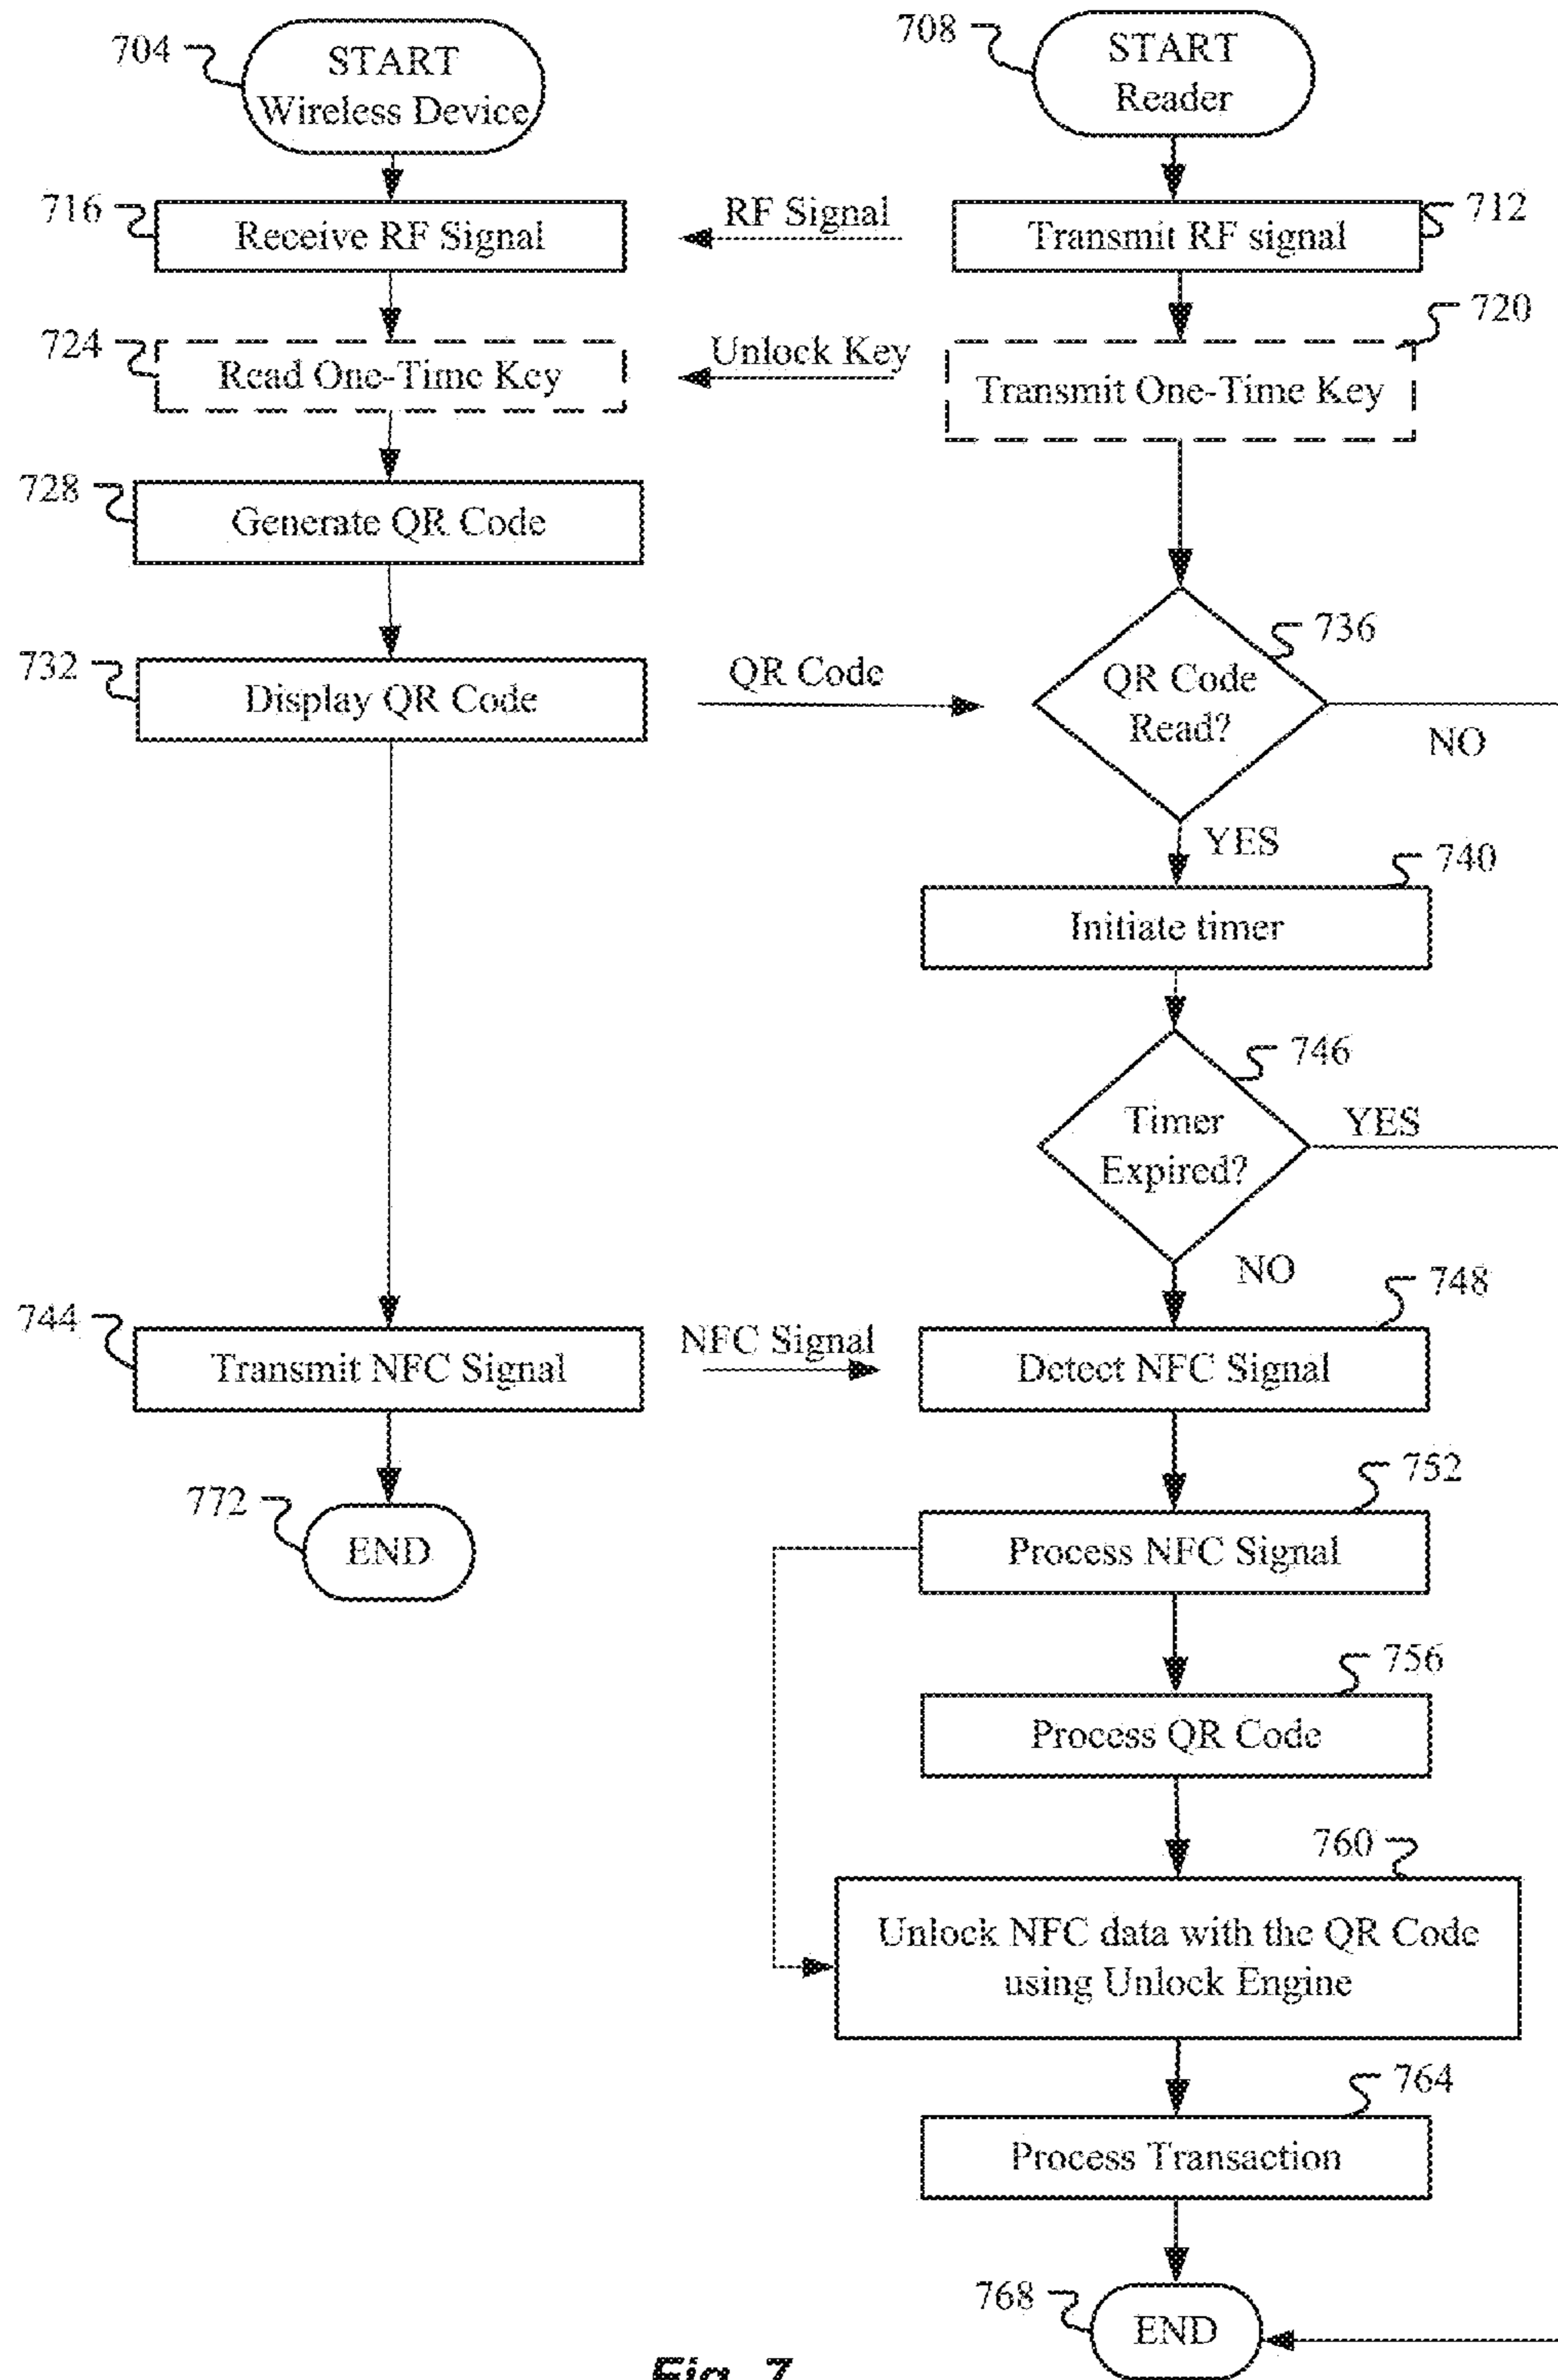 704
START
Wireless Device
708
START
Reader
716
Receive RF Signal
RF Signal
Transmit RF signal
712
724
Read One-Time Key
Unlock Key
Transmit One-Time Key
720
728
Generate QR Code
732
Display QR Code
QR Code
QR Code
Read?
736
NO
YES
740
Initiate timer
746
Timer
Expired?
YES
NO
744
Transmit NFC Signal
NFC Signal
748
Detect NFC Signal
772
END
752
Process NFC Signal
756
Process QR Code
760
Unlock NFC data with the QR Code
using Unlock Engine
764
Process Transaction
768
END
Fig. 7